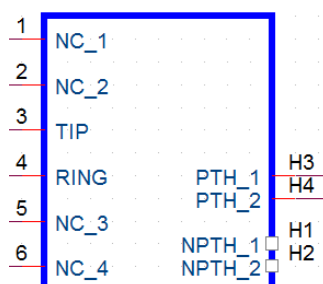 1 NC_1
2 NC_2
3 TIP
4 RING PTH_1 H3
PTH_2 H4
5 NC_3
NPTH_1 H1
6 NC_4 NPTH_2 H2